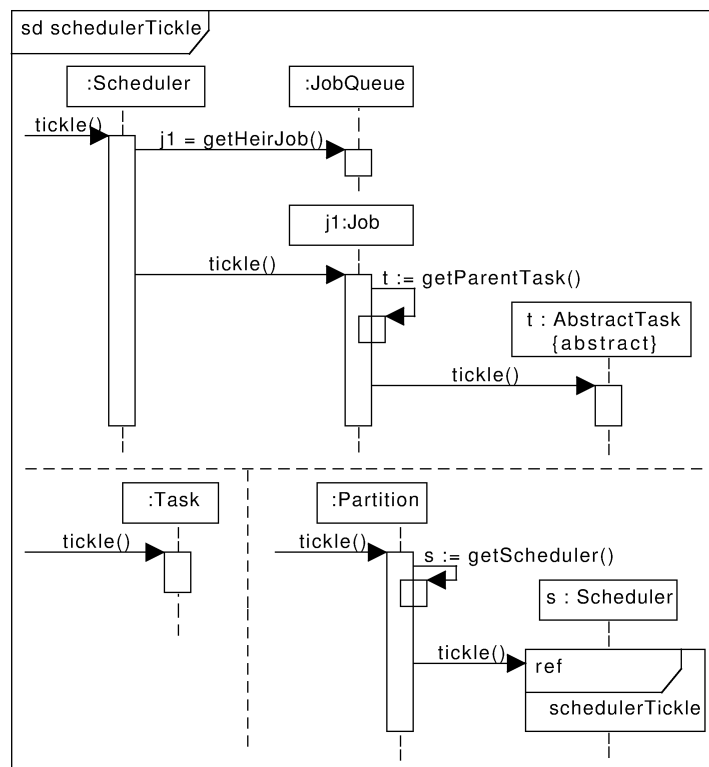 sd schedulerTickle
:Scheduler
:JobQueue
tickle()
j1 = getHeirJob()
j1:Job
tickle()
t := getParentTask()
t : AbstractTask
{abstract}
tickle()
:Task
:Partition
tickle()
tickle()
s := getScheduler()
s : Scheduler
tickle()
ref
schedulerTickle